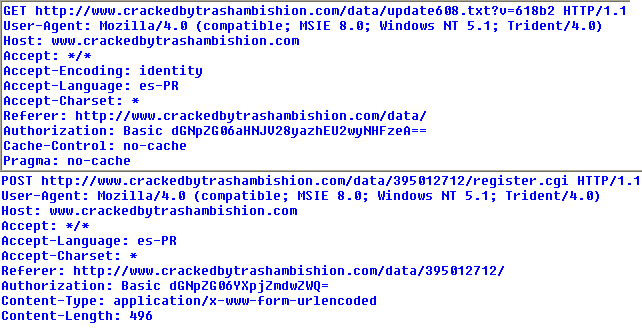 GET http://www.crackedbytrashambishion.com/data/update608.txt?v=618b2 HTTP/1.1
User-Agent: Mozilla/4.0 (compatible; MSIE 8.0; Windows NT 5.1; Trident/4.0)
Host: www.crackedbytrashambishion.com
Accept: */*
Accept-Encoding: identity
Accept-Language: es-PR
Accept-Charset: *
Referer: http://www.crackedbytrashambishion.com/data/
Authorization: Basic dGNpZG06aHNJV28yazhEU2wyNHFzeA==
Cache-Control: no-cache
Pragma: no-cache
POST http://www.crackedbytrashambishion.com/data/395012712/register.cgi HTTP/1.1
User-Agent: Mozilla/4.0 (compatible; MSIE 8.0; Windows NT 5.1; Trident/4.0)
Host: www.crackedbytrashambishion.com
Accept: */*
Accept-Language: es-PR
Accept-Charset: *
Referer: http://www.crackedbytrashambishion.com/data/395012712/
Authorization: Basic dGNpZG06YXpjZmdwZWQ=
Content-Type: application/x-www-form-urlencoded
Content-Length: 496